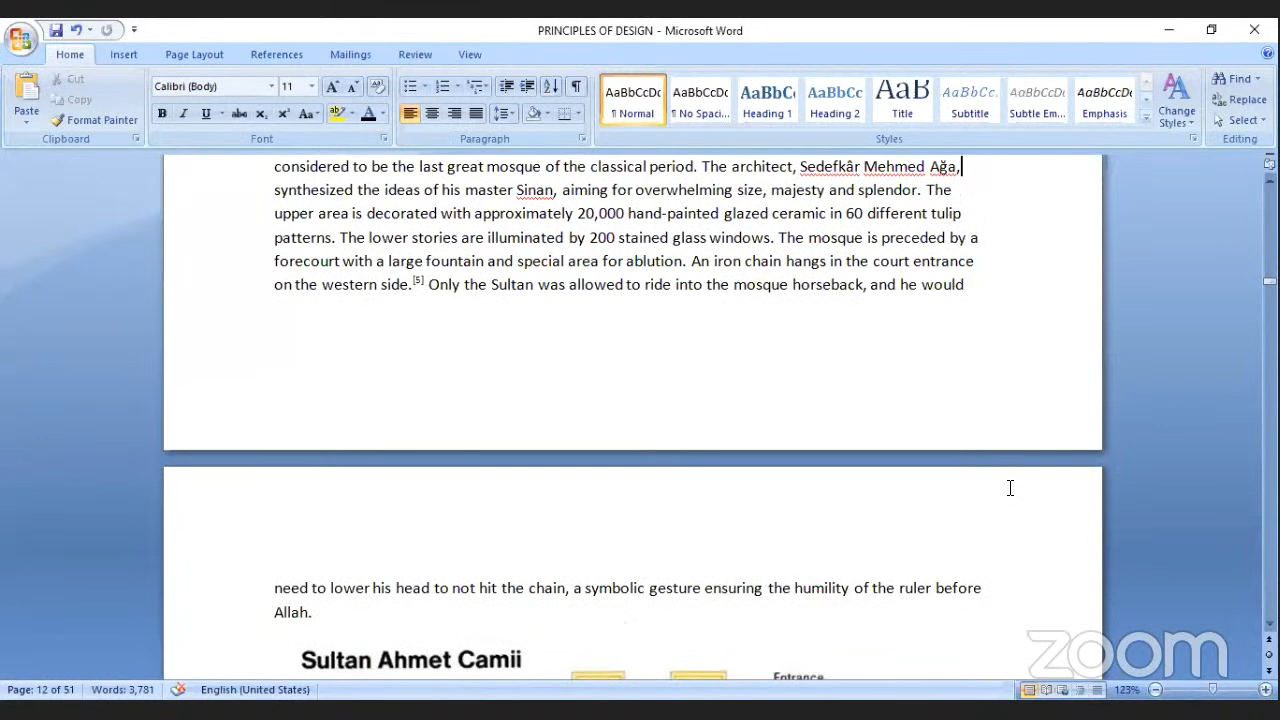 PRINCIPLES OF DESIGN - Microsoft Word
Home Insert Page Layout References Mailings Review View
Cut
Copy
Format Painter
Paste
Clipboard
Calibri (Body) 11
Font
Paragraph
AaBbCcDc AaBbCcDc AaBbC AaBbCc AaB AaBbCc. AaBbCcDc AaBbCcDc
¶ Normal ¶ No Spaci... Heading 1 Heading 2 Title Subtitle Subtle Em... Emphasis
Styles
Change Styles
Find
Replace
Select
Editing
considered to be the last great mosque of the classical period. The architect, Sedefkâr Mehmed Ağa,
synthesized the ideas of his master Sinan, aiming for overwhelming size, majesty and splendor. The
upper area is decorated with approximately 20,000 hand-painted glazed ceramic in 60 different tulip
patterns. The lower stories are illuminated by 200 stained glass windows. The mosque is preceded by a
forecourt with a large fountain and special area for ablution. An iron chain hangs in the court entrance
on the western side.[5] Only the Sultan was allowed to ride into the mosque horseback, and he would
need to lower his head to not hit the chain, a symbolic gesture ensuring the humility of the ruler before
Allah.
Sultan Ahmet Camii
Entrance
zoom
Page: 12 of 51 Words: 3,781 English (United States) 123%